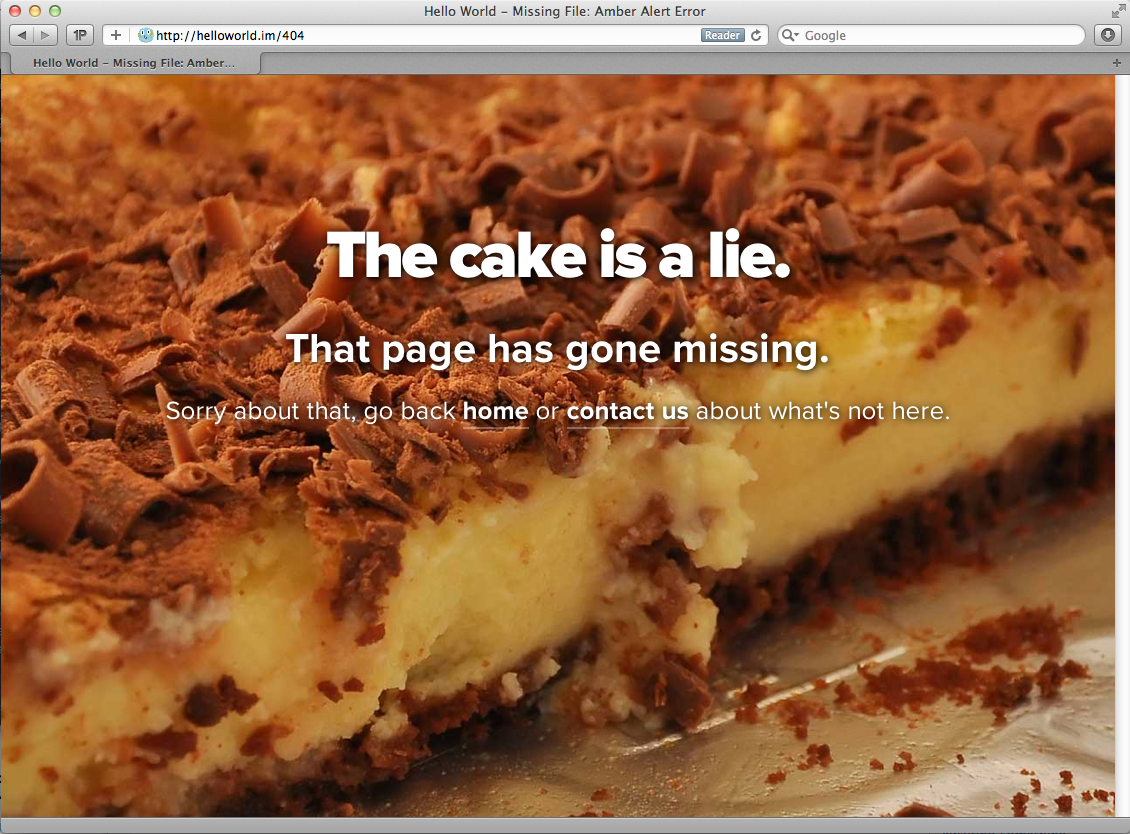 Hello World – Missing File: Amber Alert Error
1P
+
http://helloworld.im/404
Reader
Google
Hello World – Missing File: Amber...
+
The cake is a lie.
That page has gone missing.
Sorry about that, go back home or contact us about what's not here.